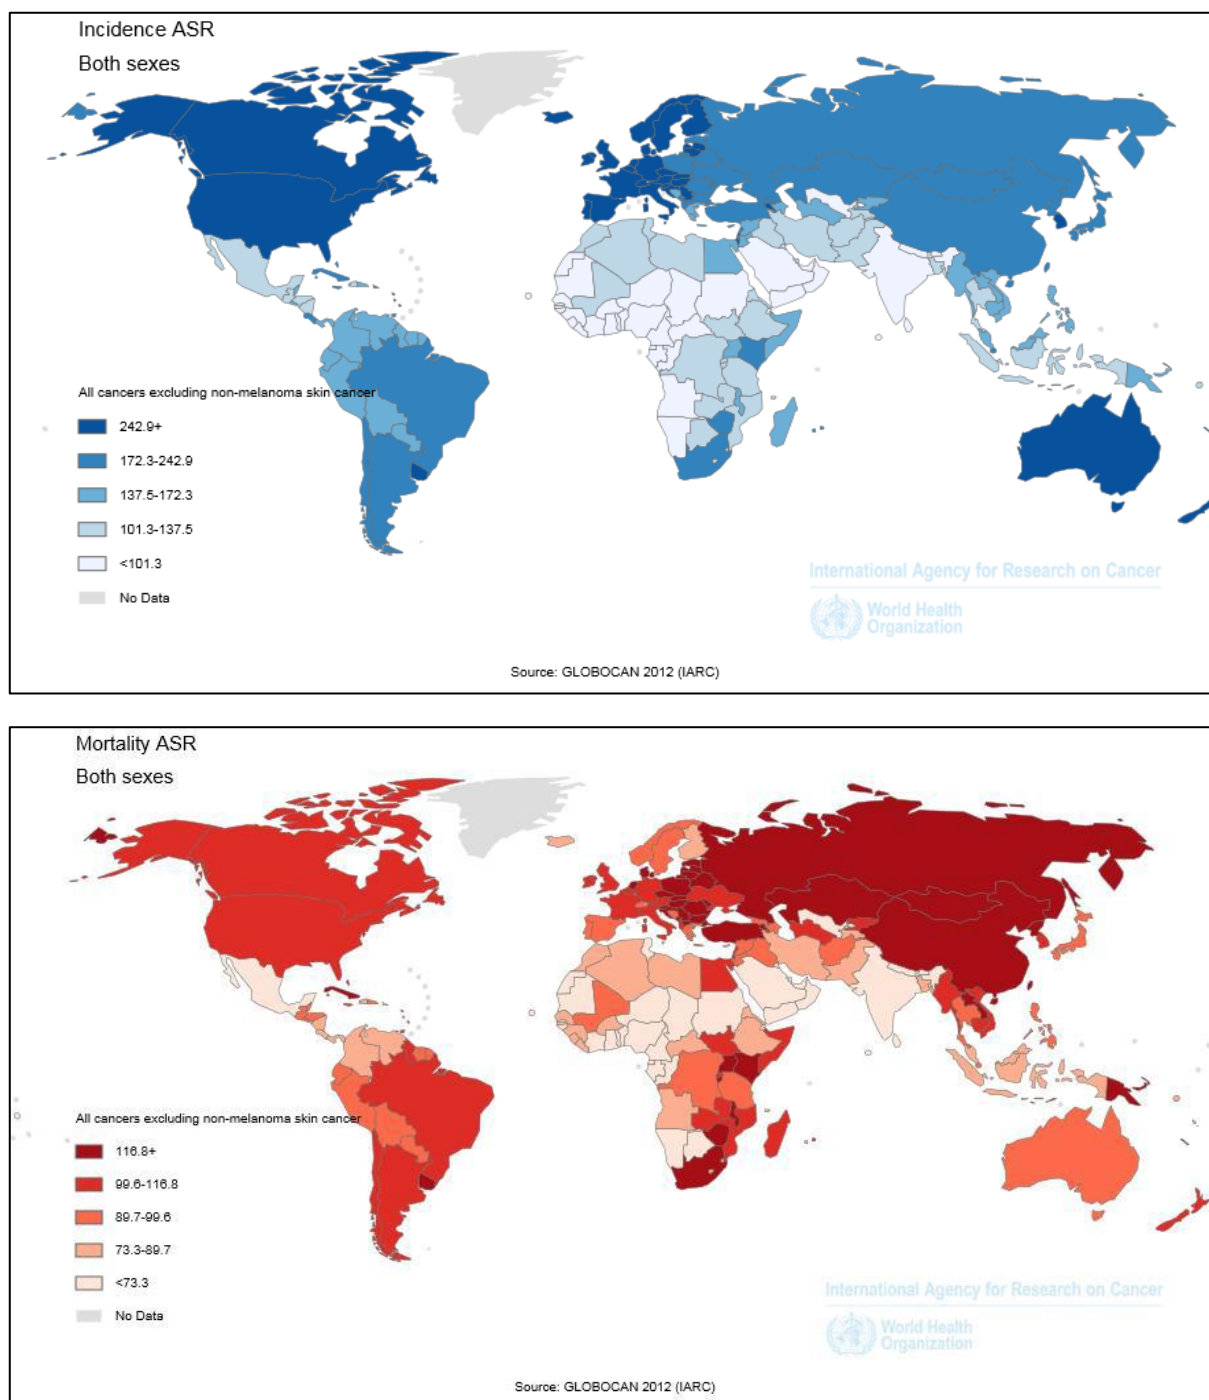 Incidence ASR
Both sexes
All cancers excluding non-melanoma skin cancer
242.9+
172.3-242.9
137.5-172.3
101.3-137.5
<101.3
No Data
International Agency for Research on Cancer
World Health
Organization
Source: GLOBOCAN 2012 (IARC)
Mortality ASR
Both sexes
All cancers excluding non-melanoma skin cancer
116.8+
99.6-116.8
89.7-99.6
73.3-89.7
<73.3
No Data
International Agency for Research on Cancer
World Health
Organization
Source: GLOBOCAN 2012 (IARC)